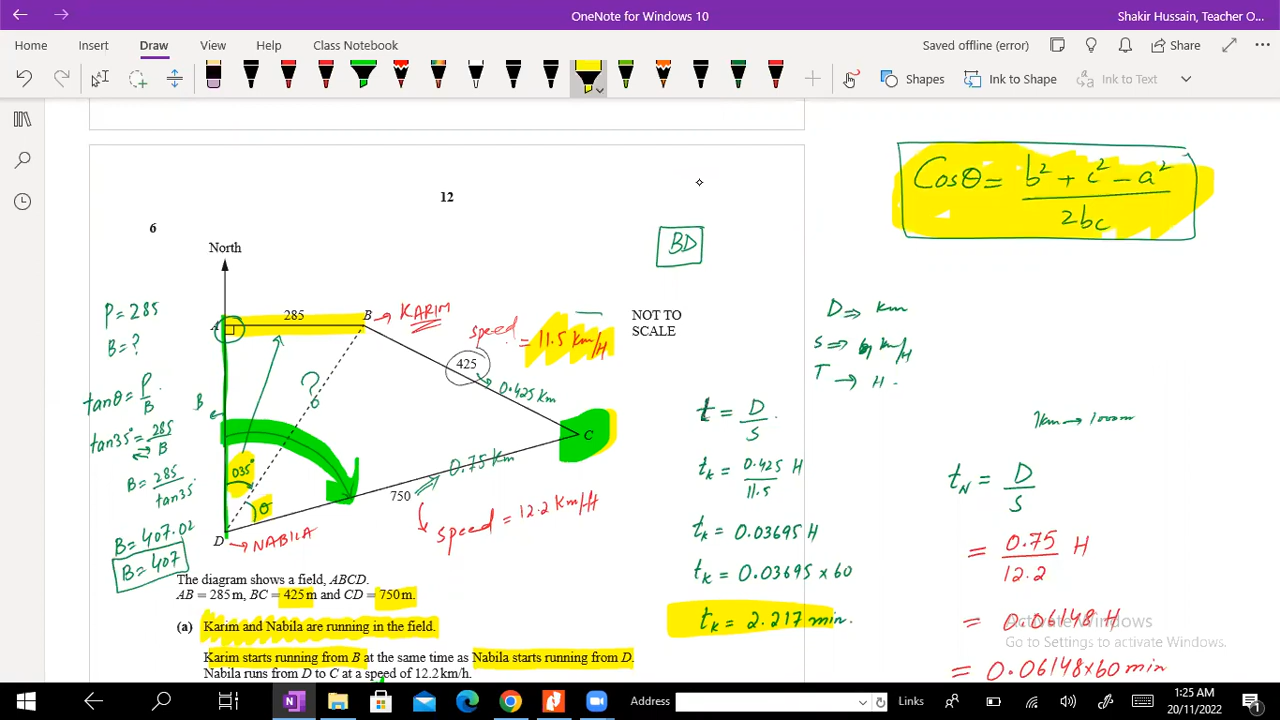 OneNote for Windows 10
Shakir Hussain, Teacher O...
Home Insert Draw View Help Class Notebook
Saved offline (error) Share
Shapes Ink to Shape Ink to Text
12
6
North
Cosθ = b² + c² - a² / 2bc
BD
P = 285
B = ?
A 285 B → KARIM
NOT TO
SCALE
speed = 11.5 Km/H
425
0.425 Km
?
tanθ = P/B
B
tan35° = 285/B
B = 285/tan35
B = 407.02
B = 407
035°
θ
C
0.75 Km
750
speed = 12.2 Km/H
D → NABILA
D ⇒ km
S ⇒ km/H
T → H
1km → 1000m
t = D/S
tK = 0.425/11.5 H
tK = 0.03695 H
tK = 0.03695 x 60
tK = 2.217 min.
tN = D/S
= 0.75/12.2 H
= 0.06148 H
= 0.06148x60 min
The diagram shows a field, ABCD.
AB = 285 m, BC = 425 m and CD = 750 m.
(a) Karim and Nabila are running in the field.
Karim starts running from B at the same time as Nabila starts running from D.
Nabila runs from D to C at a speed of 12.2 km/h.
Activate Windows
Go to Settings to activate Windows.
Address
Links
1:25 AM
20/11/2022
1